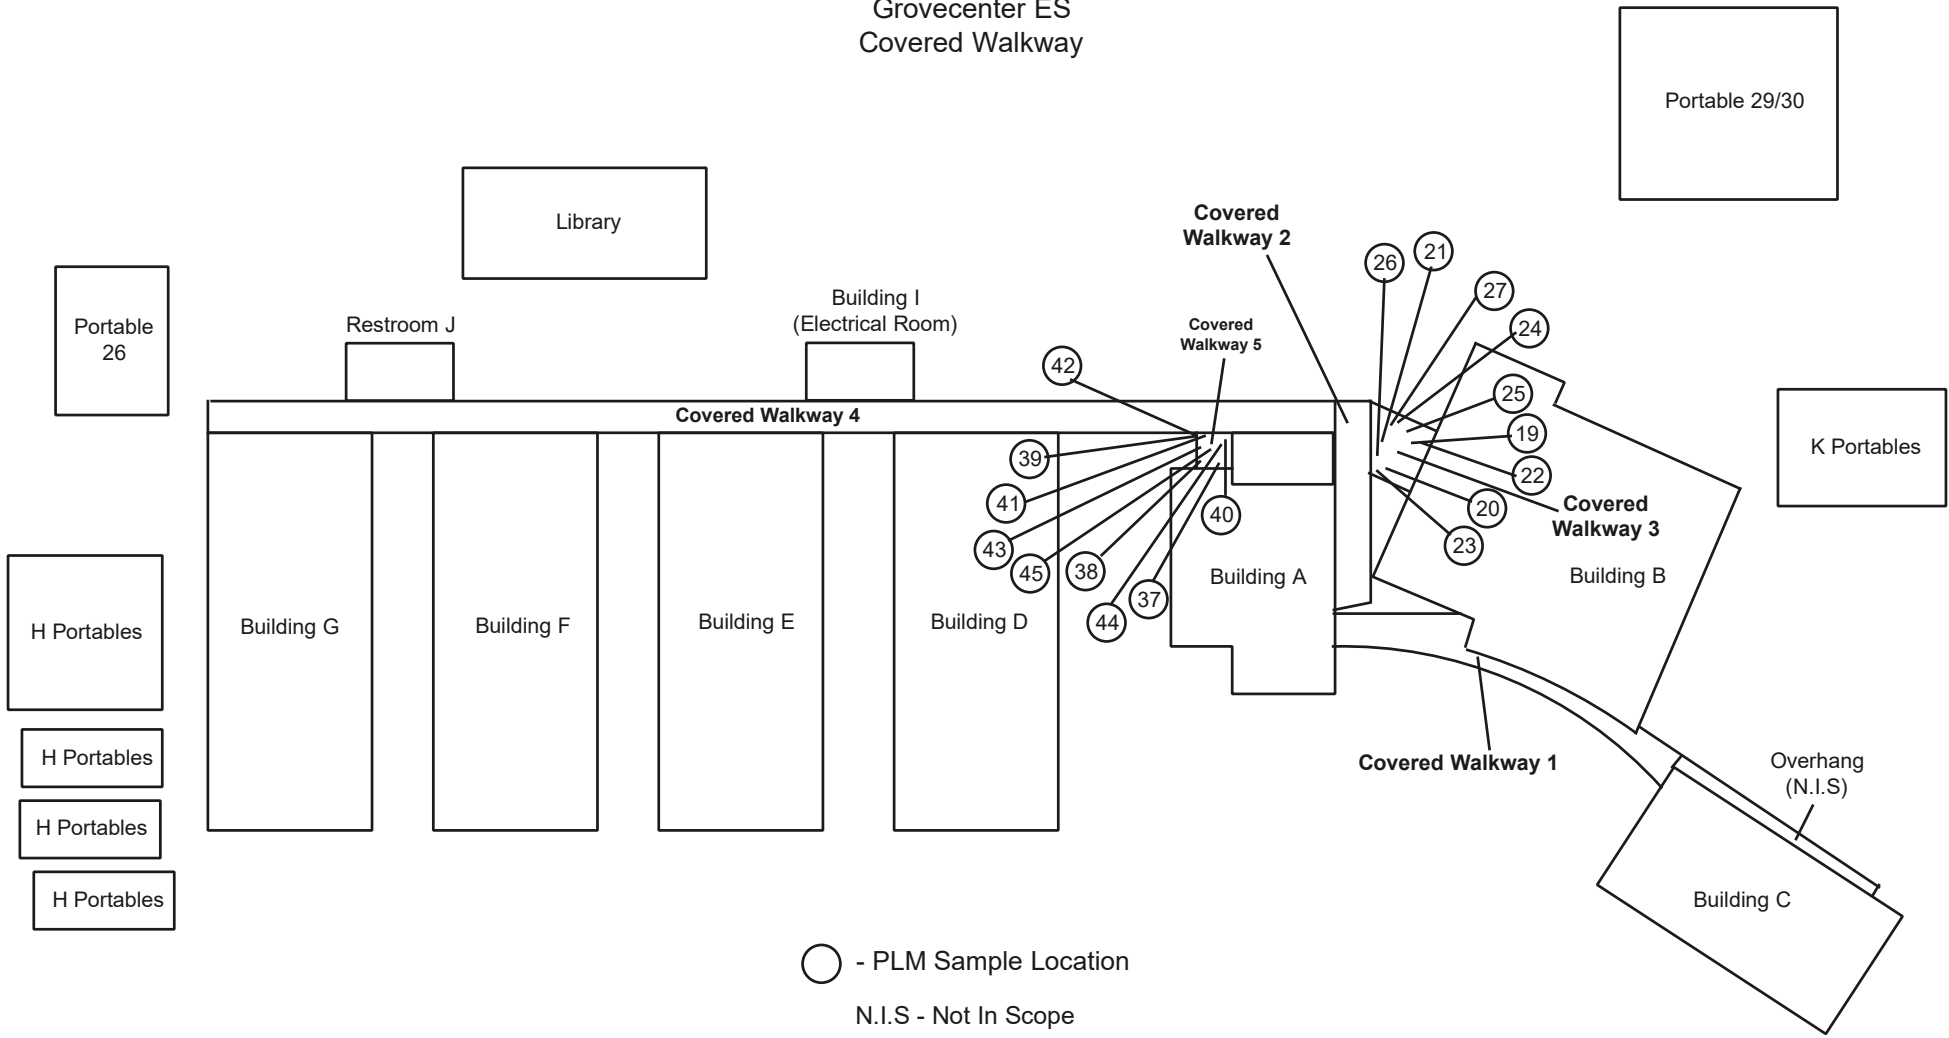 Grovecenter ES
Covered Walkway
Portable 29/30
Library
Covered
Walkway 2
26
21
27
24
25
19
22
20
23
Covered
Walkway 3
Portable
26
Restroom J
Building I
(Electrical Room)
Covered
Walkway 5
42
Covered Walkway 4
K Portables
39
41
43
45
38
44
37
40
Building A
Building B
H Portables
Building G
Building F
Building E
Building D
H Portables
H Portables
H Portables
Covered Walkway 1
Overhang
(N.I.S)
Building C
- PLM Sample Location
N.I.S - Not In Scope